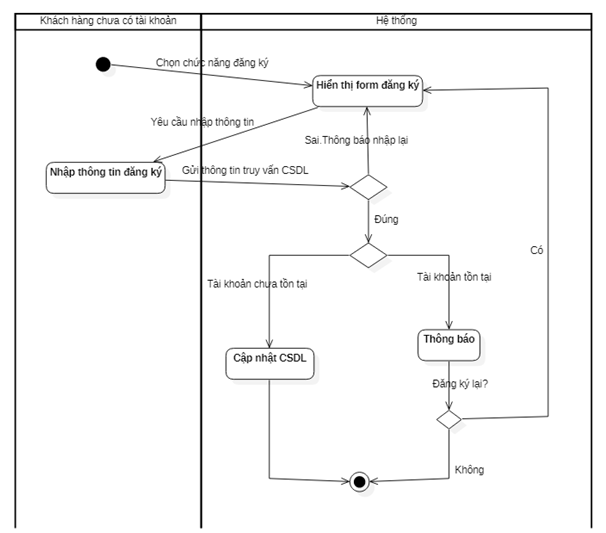 Khách hàng chưa có tài khoản
Hệ thống
Chọn chức năng đăng ký
Hiển thị form đăng ký
Yêu cầu nhập thông tin
Sai.Thông báo nhập lại
Nhập thông tin đăng ký
Gửi thông tin truy vấn CSDL
Đúng
Có
Tài khoản chưa tồn tại
Tài khoản tồn tại
Thông báo
Cập nhật CSDL
Đăng ký lại?
Không